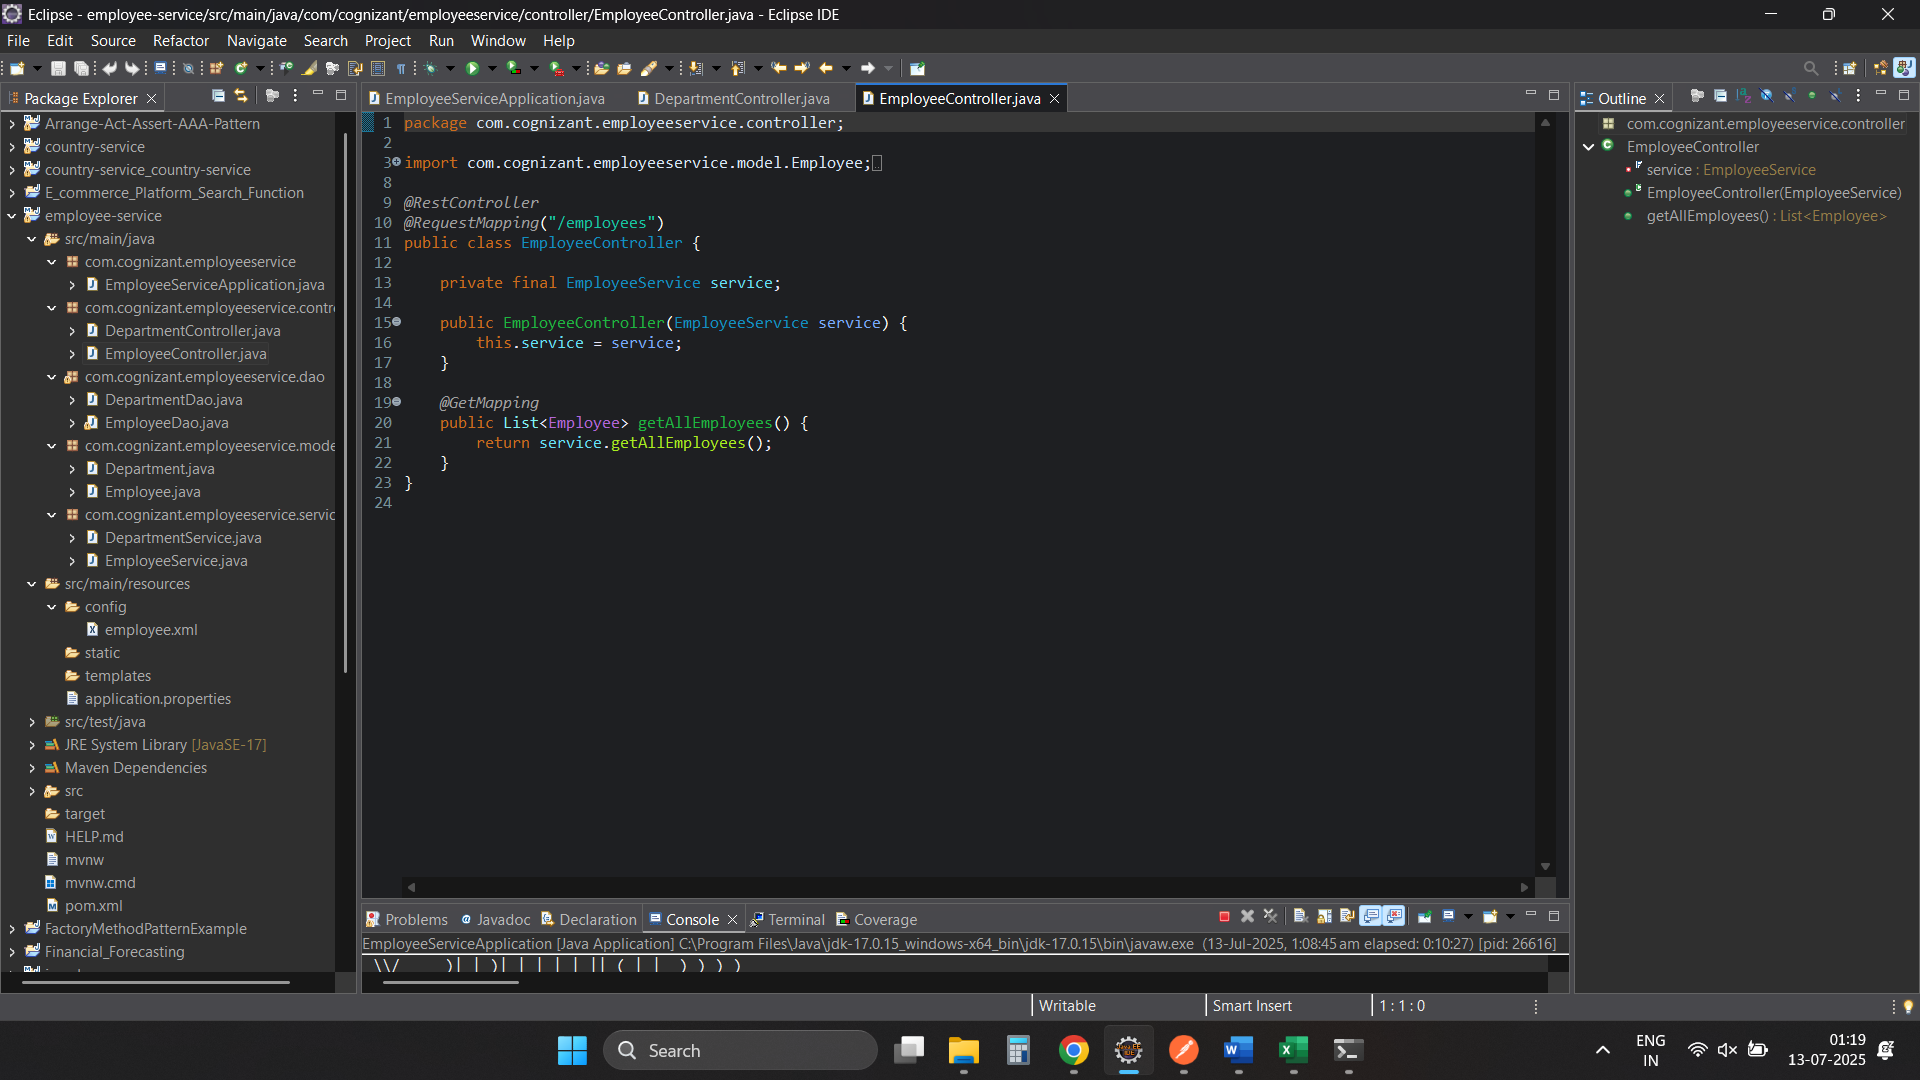 Eclipse - employee-service/src/main/java/com/cognizant/employeeservice/controller/EmployeeController.java - Eclipse IDE
File Edit Source Refactor Navigate Search Project Run Window Help
Package Explorer
Arrange-Act-Assert-AAA-Pattern
country-service
country-service_country-service
E_commerce_Platform_Search_Function
employee-service
src/main/java
com.cognizant.employeeservice
EmployeeServiceApplication.java
com.cognizant.employeeservice.contr
DepartmentController.java
EmployeeController.java
com.cognizant.employeeservice.dao
DepartmentDao.java
EmployeeDao.java
com.cognizant.employeeservice.mode
Department.java
Employee.java
com.cognizant.employeeservice.servic
DepartmentService.java
EmployeeService.java
src/main/resources
config
employee.xml
static
templates
application.properties
src/test/java
JRE System Library [JavaSE-17]
Maven Dependencies
src
target
HELP.md
mvnw
mvnw.cmd
pom.xml
FactoryMethodPatternExample
Financial_Forecasting
EmployeeServiceApplication.java DepartmentController.java EmployeeController.java
1 package com.cognizant.employeeservice.controller;
2
3 import com.cognizant.employeeservice.model.Employee;
8
9 @RestController
10 @RequestMapping("/employees")
11 public class EmployeeController {
12
13 private final EmployeeService service;
14
15 public EmployeeController(EmployeeService service) {
16 this.service = service;
17 }
18
19 @GetMapping
20 public List<Employee> getAllEmployees() {
21 return service.getAllEmployees();
22 }
23 }
24
Outline
com.cognizant.employeeservice.controller
EmployeeController
service : EmployeeService
EmployeeController(EmployeeService)
getAllEmployees() : List<Employee>
Problems Javadoc Declaration Console Terminal Coverage
EmployeeServiceApplication [Java Application] C:\Program Files\Java\jdk-17.0.15_windows-x64_bin\jdk-17.0.15\bin\javaw.exe (13-Jul-2025, 1:08:45 am elapsed: 0:10:27) [pid: 26616]
\\/ )| | )| | | | | || ( | | ) ) ) )
Writable Smart Insert 1 : 1 : 0
Search
ENG
IN
01:19
13-07-2025